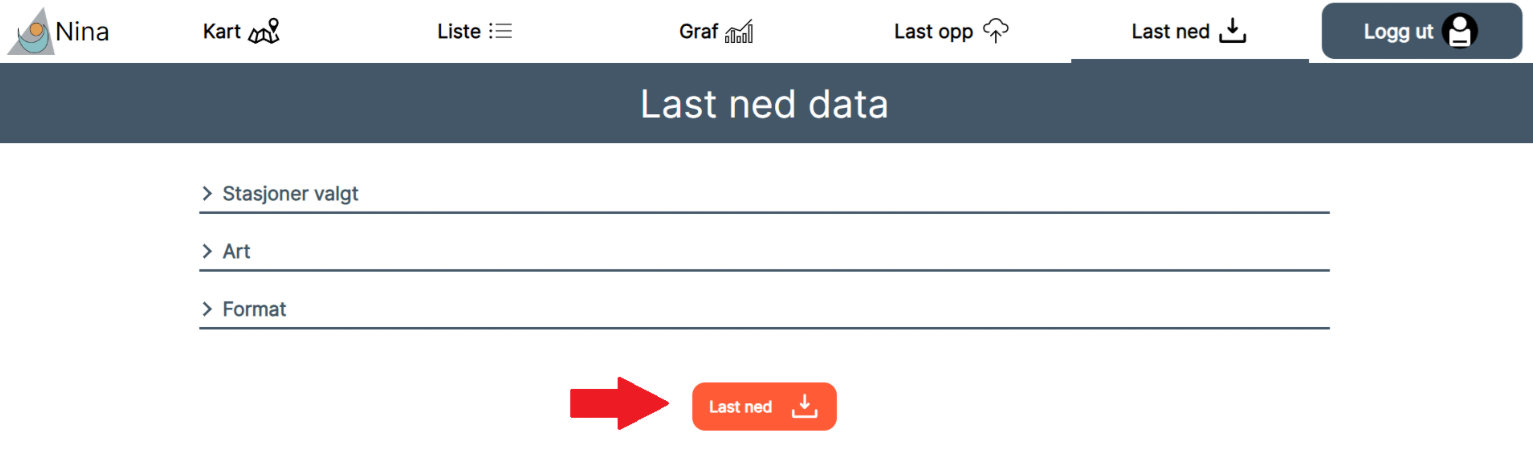 Nina Kart Liste Graf Last opp Last ned Logg ut
Last ned data
Stasjoner valgt
Art
Format
Last ned